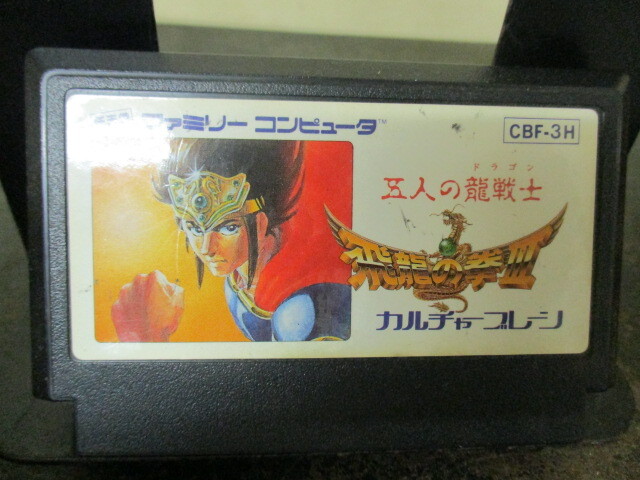 ファミリーコンピュータ™
CBF-3H
ドラゴン
五人の龍戦士
飛龍の拳Ⅲ
カルチャーブレーン